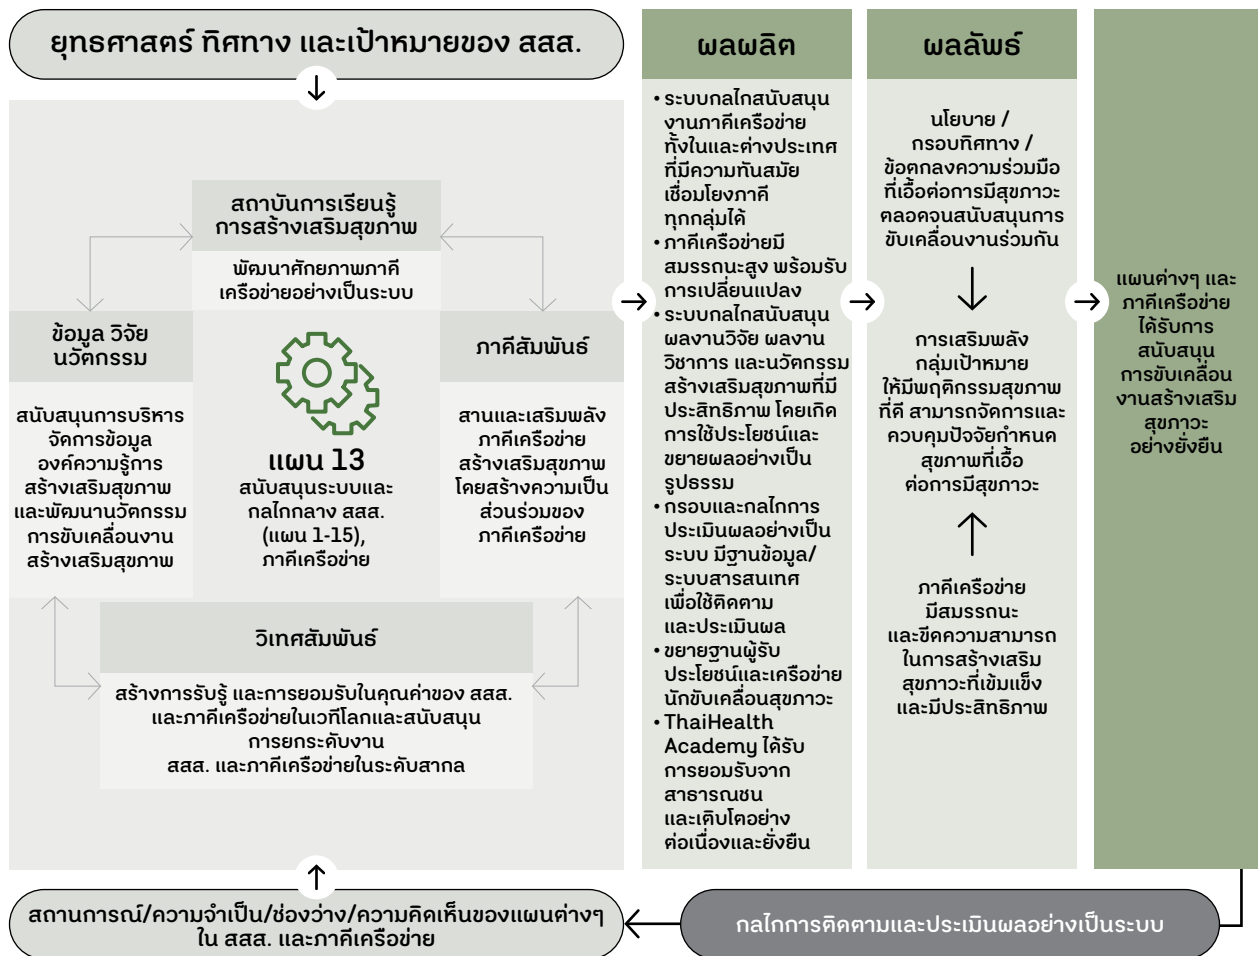 ยุทธศาสตร์ ทิศทาง และเป้าหมายของ สสส.
สถาบันการเรียนรู้
การสร้างเสริมสุขภาพ
พัฒนาศักยภาพภาคี
เครือข่ายอย่างเป็นระบบ
ข้อมูล วิจัย
นวัตกรรม
สนับสนุนการบริหาร
จัดการข้อมูล
องค์ความรู้การ
สร้างเสริมสุขภาพ
และพัฒนานวัตกรรม
การขับเคลื่อนงาน
สร้างเสริมสุขภาพ
แผน 13
สนับสนุนระบบและ
กลไกกลาง สสส.
(แผน 1-15),
ภาคีเครือข่าย
ภาคีสัมพันธ์
สานและเสริมพลัง
ภาคีเครือข่าย
สร้างเสริมสุขภาพ
โดยสร้างความเป็น
ส่วนร่วมของ
ภาคีเครือข่าย
วิเทศสัมพันธ์
สร้างการรับรู้ และการยอมรับในคุณค่าของ สสส.
และภาคีเครือข่ายในเวทีโลกและสนับสนุน
การยกระดับงาน
สสส. และภาคีเครือข่ายในระดับสากล
ผลผลิต
• ระบบกลไกสนับสนุน
งานภาคีเครือข่าย
ทั้งในและต่างประเทศ
ที่มีความทันสมัย
เชื่อมโยงภาคี
ทุกกลุ่มได้
• ภาคีเครือข่ายมี
สมรรถนะสูง พร้อมรับ
การเปลี่ยนแปลง
• ระบบกลไกสนับสนุน
ผลงานวิจัย ผลงาน
วิชาการ และนวัตกรรม
สร้างเสริมสุขภาพที่มี
ประสิทธิภาพ โดยเกิด
การใช้ประโยชน์และ
ขยายผลอย่างเป็น
รูปธรรม
• กรอบและกลไกการ
ประเมินผลอย่างเป็น
ระบบ มีฐานข้อมูล/
ระบบสารสนเทศ
เพื่อใช้ติดตาม
และประเมินผล
• ขยายฐานผู้รับ
ประโยชน์และเครือข่าย
นักขับเคลื่อนสุขภาวะ
• ThaiHealth
Academy ได้รับ
การยอมรับจาก
สาธารณชน
และเติบโตอย่าง
ต่อเนื่องและยั่งยืน
ผลลัพธ์
นโยบาย /
กรอบทิศทาง /
ข้อตกลงความร่วมมือ
ที่เอื้อต่อการมีสุขภาวะ
ตลอดจนสนับสนุนการ
ขับเคลื่อนงานร่วมกัน
การเสริมพลัง
กลุ่มเป้าหมาย
ให้มีพฤติกรรมสุขภาพ
ที่ดี สามารถจัดการและ
ควบคุมปัจจัยกำหนด
สุขภาพที่เอื้อ
ต่อการมีสุขภาวะ
ภาคีเครือข่าย
มีสมรรถนะ
และขีดความสามารถ
ในการสร้างเสริม
สุขภาวะที่เข้มแข็ง
และมีประสิทธิภาพ
แผนต่างๆ และ
ภาคีเครือข่าย
ได้รับการ
สนับสนุน
การขับเคลื่อน
งานสร้างเสริม
สุขภาวะ
อย่างยั่งยืน
สถานการณ์/ความจำเป็น/ช่องว่าง/ความคิดเห็นของแผนต่างๆ
ใน สสส. และภาคีเครือข่าย
กลไกการติดตามและประเมินผลอย่างเป็นระบบ